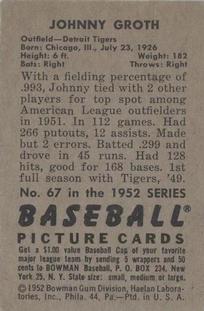 JOHNNY GROTH
Outfield—Detroit Tigers
Born: Chicago, Ill., July 23, 1926
Height: 6 ft. Weight: 182
Bats: Right Throws: Right
With a fielding percentage of
.993, Johnny tied with 2 other
players for top spot among
American League outfielders
in 1951. In 112 games. Had
266 putouts, 12 assists. Made
but 2 errors. Batted .299 and
drove in 45 runs. Had 128
hits, good for 168 bases. 1st
full season with Tigers, '49.
No. 67 in the 1952 SERIES
BASEBALL®
PICTURE CARDS
Get a $1.00 value Baseball Cap of your favorite
major league team by sending 5 wrappers and 50
cents to BOWMAN Baseball, P. O. BOX 234, New
York 25, N. Y. STATE size: small, medium or large.
©1952 Bowman Gum Division, Haelan Labora-
tories, Inc., Phila. 44, Pa.—Ptd. in U. S. A.